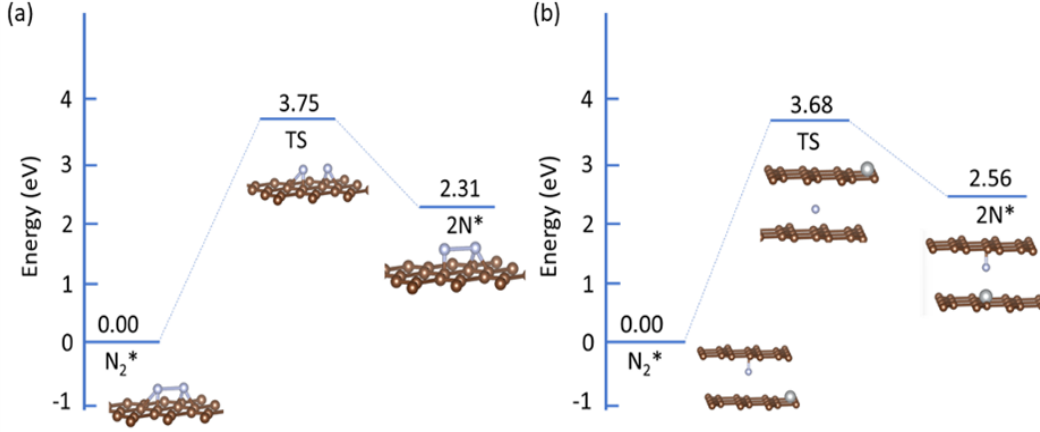 (a)
Energy (eV)
4
3
2
1
0
-1
0.00
N₂*
3.75
TS
2.31
2N*
(b)
Energy (eV)
4
3
2
1
0
-1
0.00
N₂*
3.68
TS
2.56
2N*